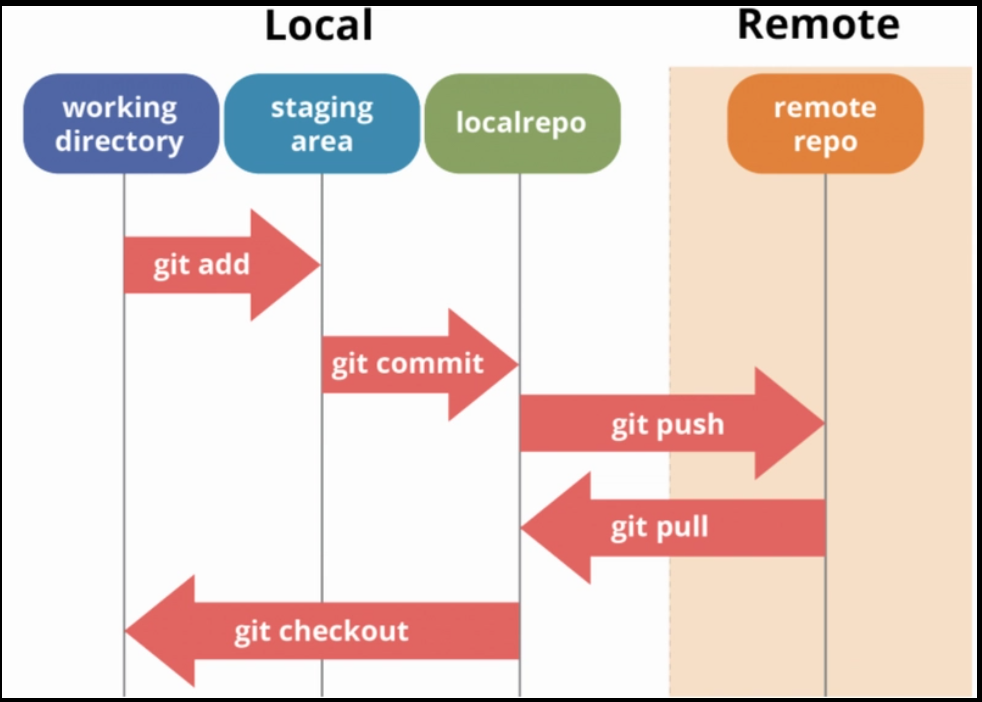 Local
Remote
working
directory
staging
area
localrepo
remote
repo
git add
git commit
git push
git pull
git checkout